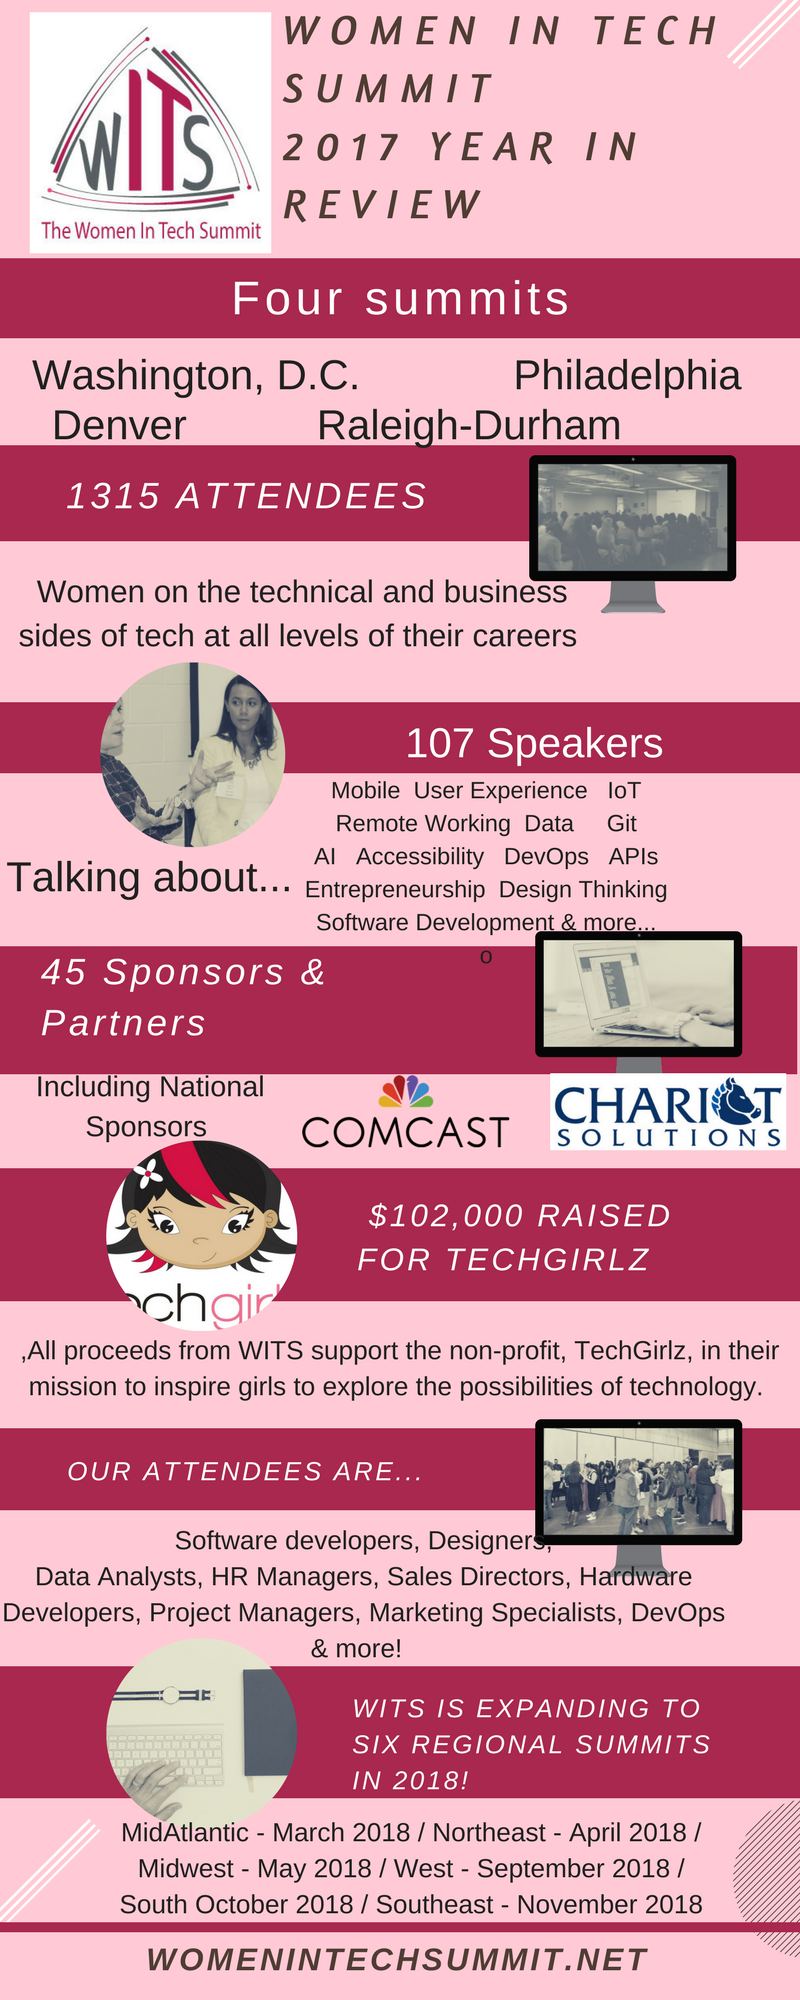 WITS
The Women In Tech Summit
WOMEN IN TECH
SUMMIT
2017 YEAR IN
REVIEW
Four summits
Washington, D.C. Philadelphia
Denver Raleigh-Durham
1315 ATTENDEES
Women on the technical and business
sides of tech at all levels of their careers
107 Speakers
Talking about...
Mobile User Experience IoT
Remote Working Data Git
AI Accessibility DevOps APIs
Entrepreneurship Design Thinking
Software Development & more...
o
45 Sponsors &
Partners
Including National
Sponsors
COMCAST
CHARIOT
SOLUTIONS
echgirl
$102,000 RAISED
FOR TECHGIRLZ
,All proceeds from WITS support the non-profit, TechGirlz, in their
mission to inspire girls to explore the possibilities of technology.
OUR ATTENDEES ARE...
Software developers, Designers,
Data Analysts, HR Managers, Sales Directors, Hardware
Developers, Project Managers, Marketing Specialists, DevOps
& more!
WITS IS EXPANDING TO
SIX REGIONAL SUMMITS
IN 2018!
MidAtlantic - March 2018 / Northeast - April 2018 /
Midwest - May 2018 / West - September 2018 /
South October 2018 / Southeast - November 2018
WOMENINTECHSUMMIT.NET